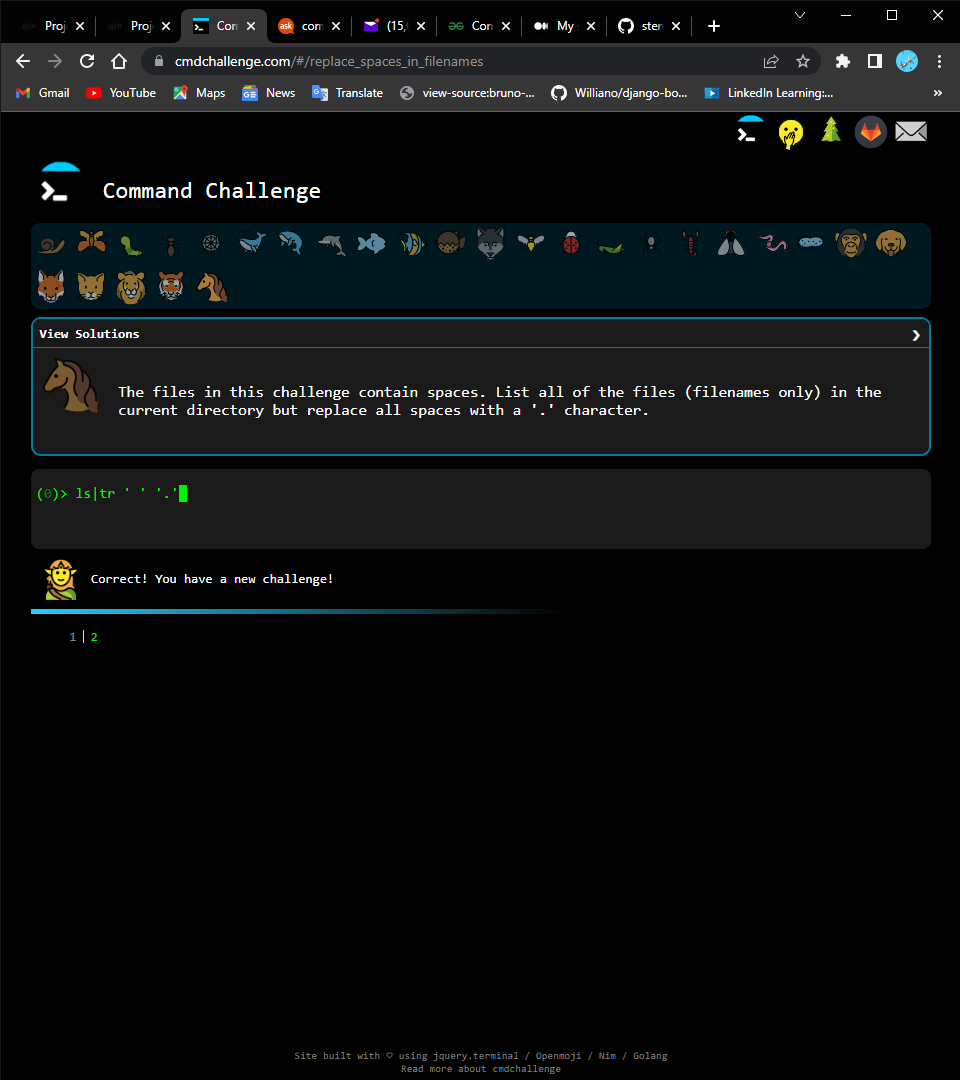 Proj
Proj
Con
ask
com
(15,
Con
My
ster
cmdchallenge.com/#/replace_spaces_in_filenames
Gmail YouTube Maps News Translate view-source:bruno-... Williano/django-bo... LinkedIn Learning:... »
Command Challenge
View Solutions ❯
The files in this challenge contain spaces. List all of the files (filenames only) in the
current directory but replace all spaces with a '.' character.
(0)> ls|tr ' ' '.'
Correct! You have a new challenge!
1 2
Site built with ♡ using jquery.terminal / Openmoji / Nim / Golang
Read more about cmdchallenge